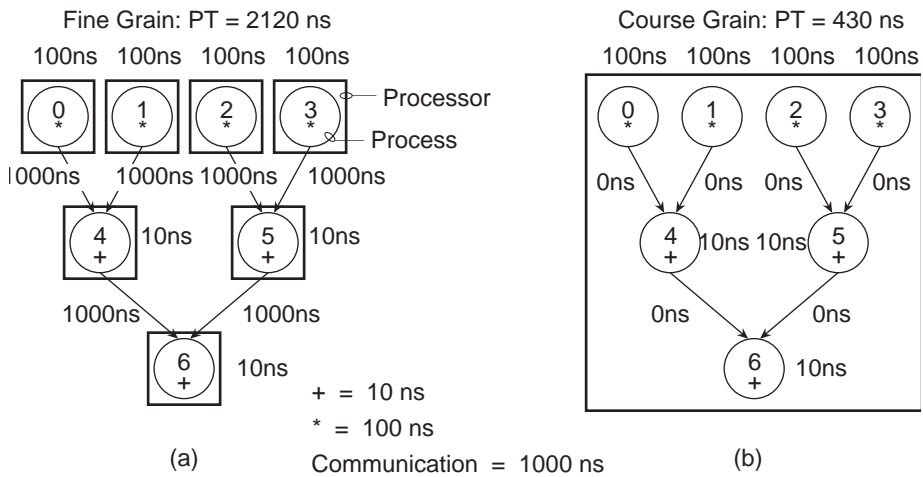 Fine Grain: PT = 2120 ns
100ns 100ns 100ns 100ns
0 1 2 3
* * * *
Processor
Process
1000ns 1000ns 1000ns 1000ns
4 10ns 5 10ns
+ +
1000ns 1000ns
6 10ns
+
+ = 10 ns
* = 100 ns
Communication = 1000 ns
(a)
Course Grain: PT = 430 ns
100ns 100ns 100ns 100ns
0 1 2 3
* * * *
0ns 0ns 0ns 0ns
4 10ns 10ns 5
+ +
0ns 0ns
6 10ns
+
(b)